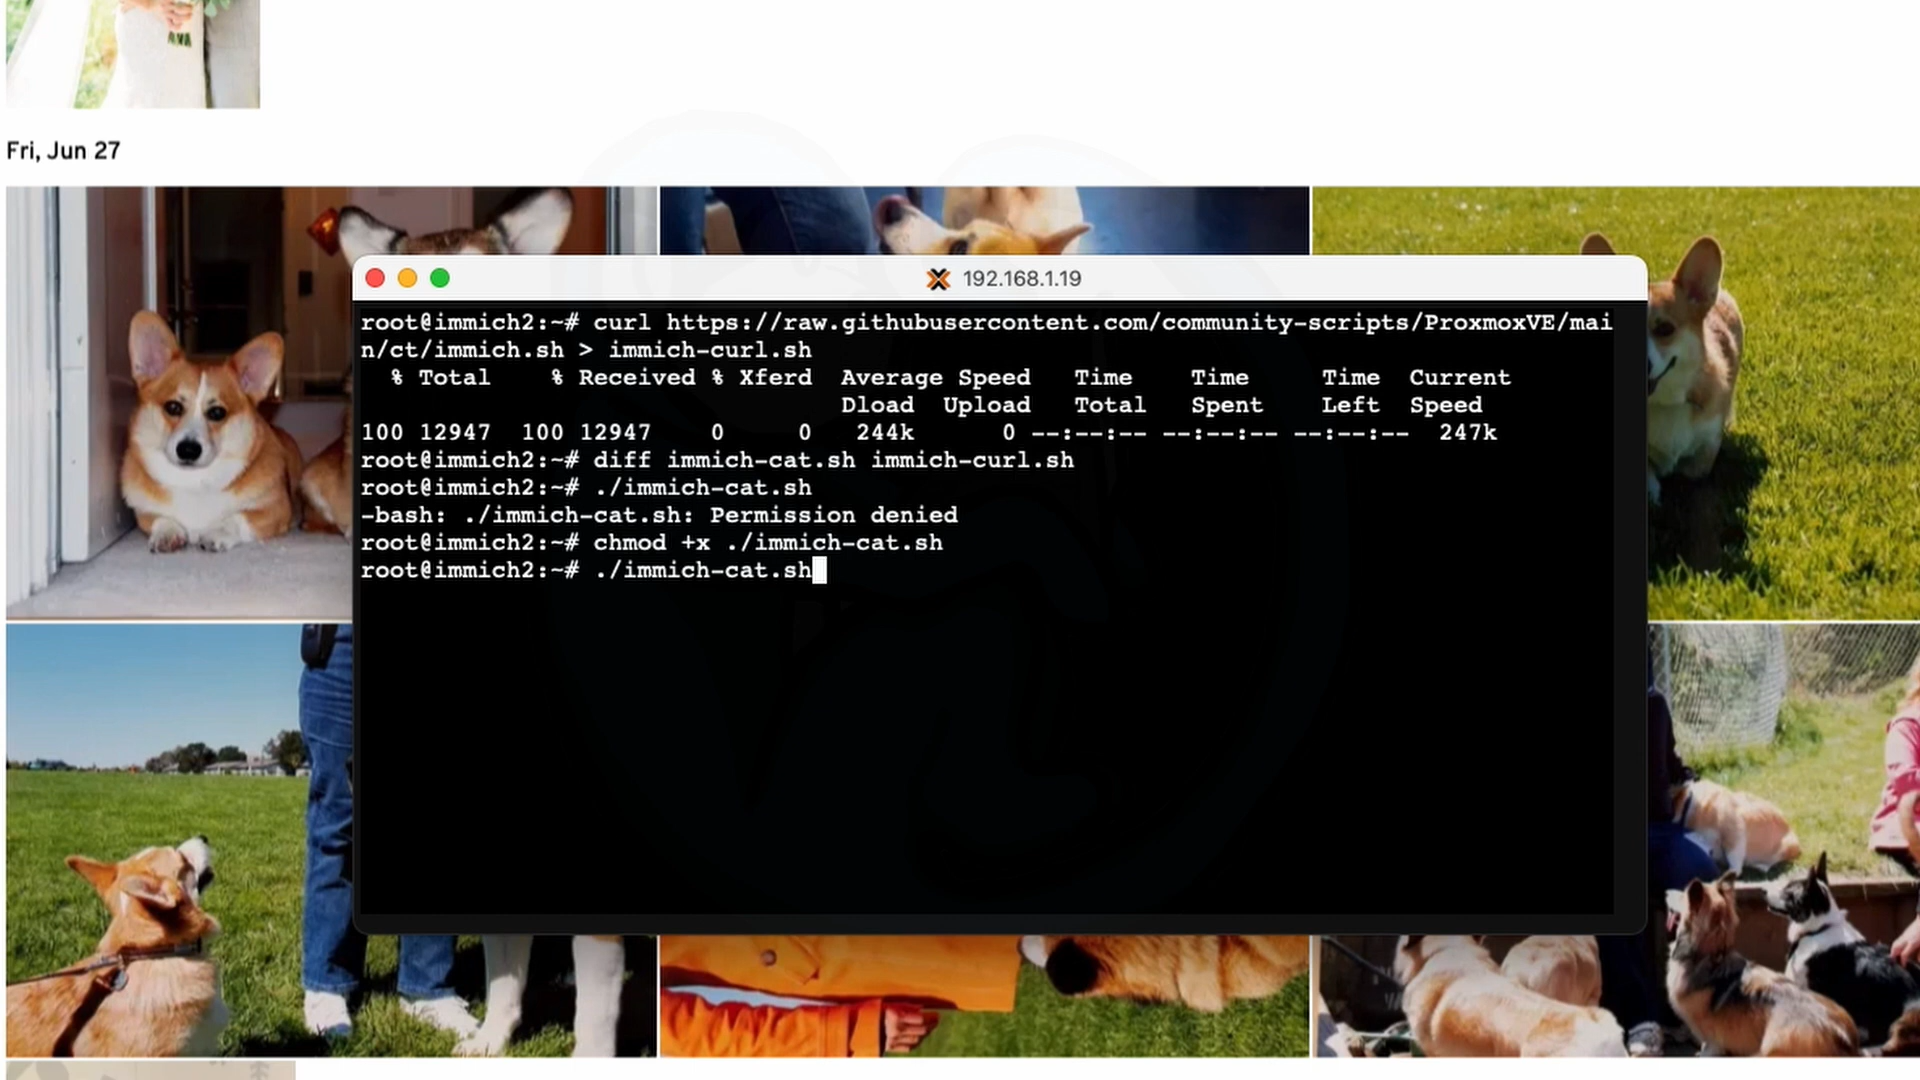 AVA
Fri, Jun 27
192.168.1.19
root@immich2:~# curl https://raw.githubusercontent.com/community-scripts/ProxmoxVE/mai
n/ct/immich.sh > immich-curl.sh
% Total % Received % Xferd Average Speed Time Time Time Current
Dload Upload Total Spent Left Speed
100 12947 100 12947 0 0 244k 0 --:--:-- --:--:-- --:--:-- 247k
root@immich2:~# diff immich-cat.sh immich-curl.sh
root@immich2:~# ./immich-cat.sh
-bash: ./immich-cat.sh: Permission denied
root@immich2:~# chmod +x ./immich-cat.sh
root@immich2:~# ./immich-cat.sh